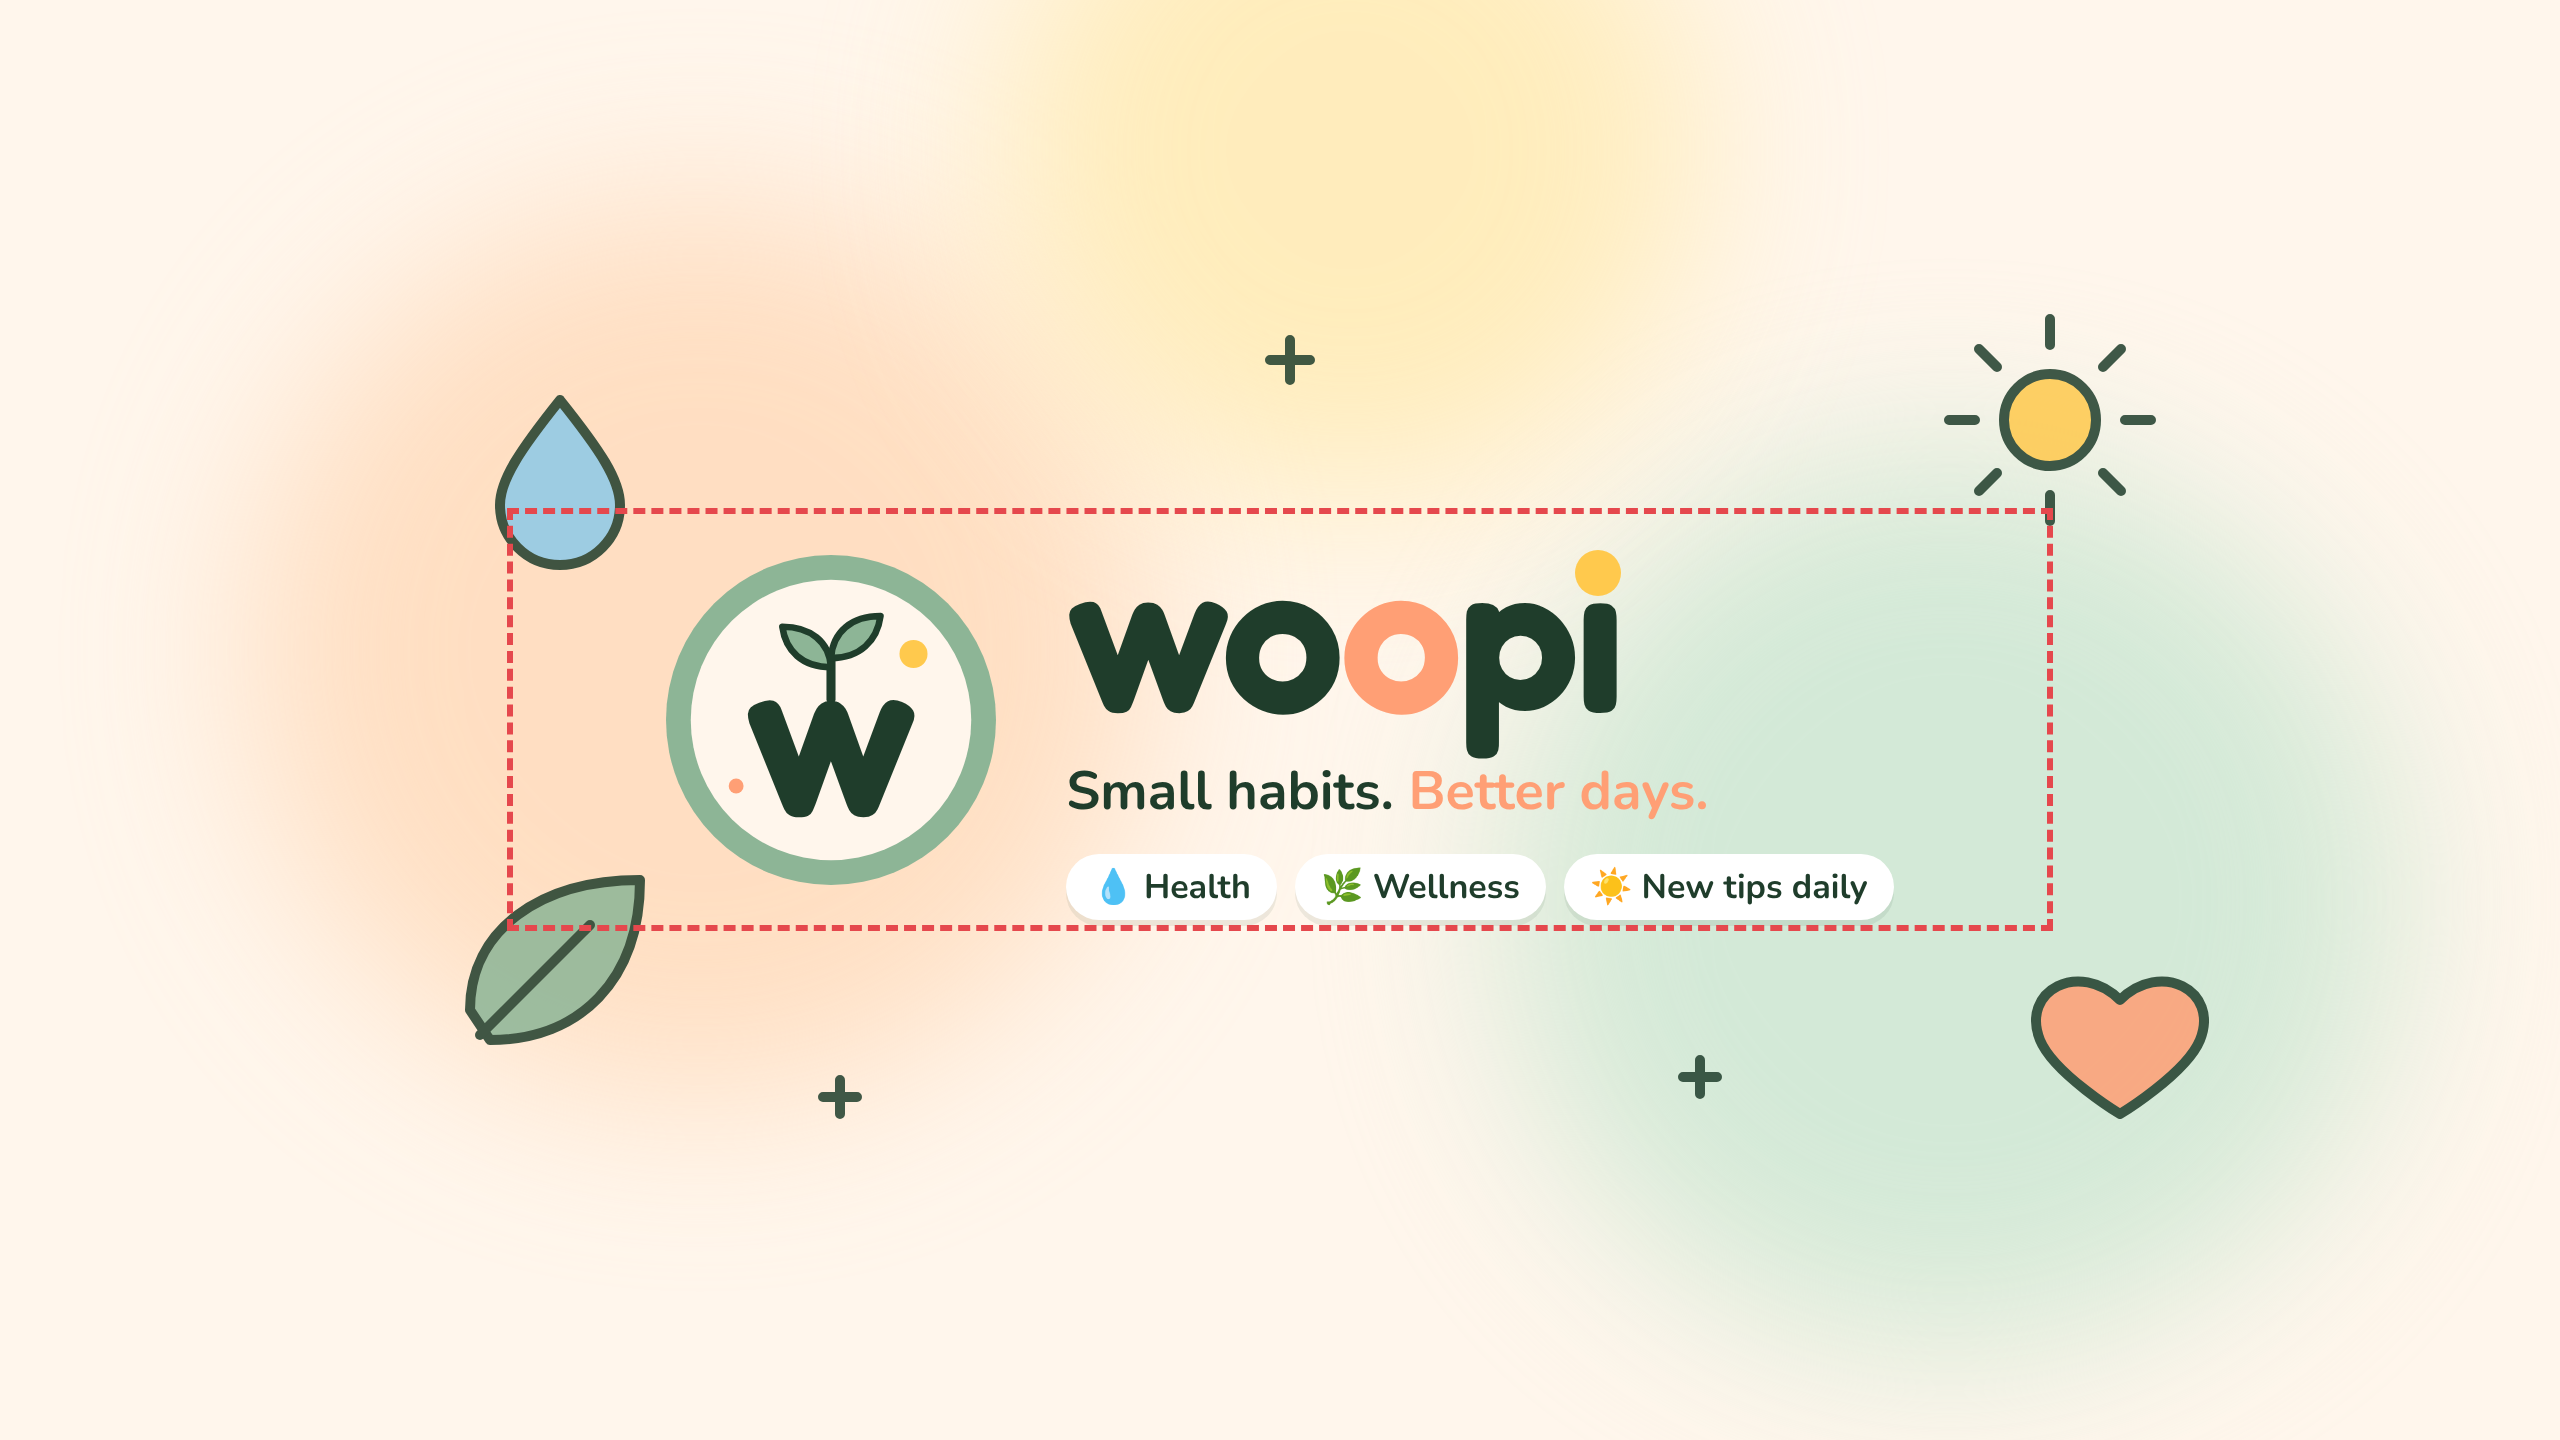 w
woopi
Small habits. Better days.
💧 Health 🌿 Wellness ☀️ New tips daily